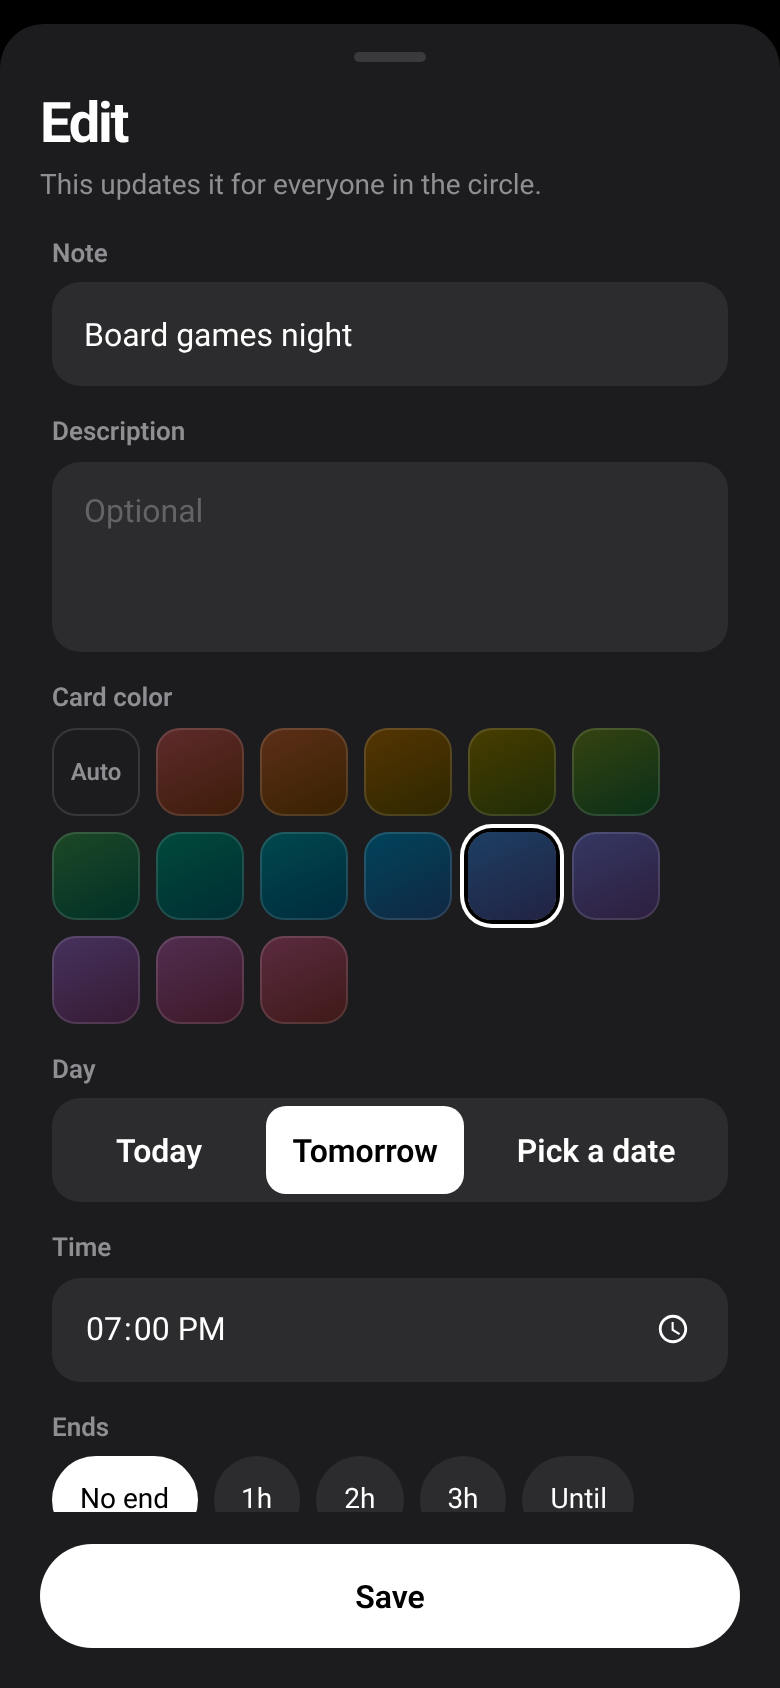 Edit
This updates it for everyone in the circle.
Note
Board games night
Description
Optional
Card color
Auto
Day
Today Tomorrow Pick a date
Time
07:00 PM
Ends
No end 1h 2h 3h Until
Save